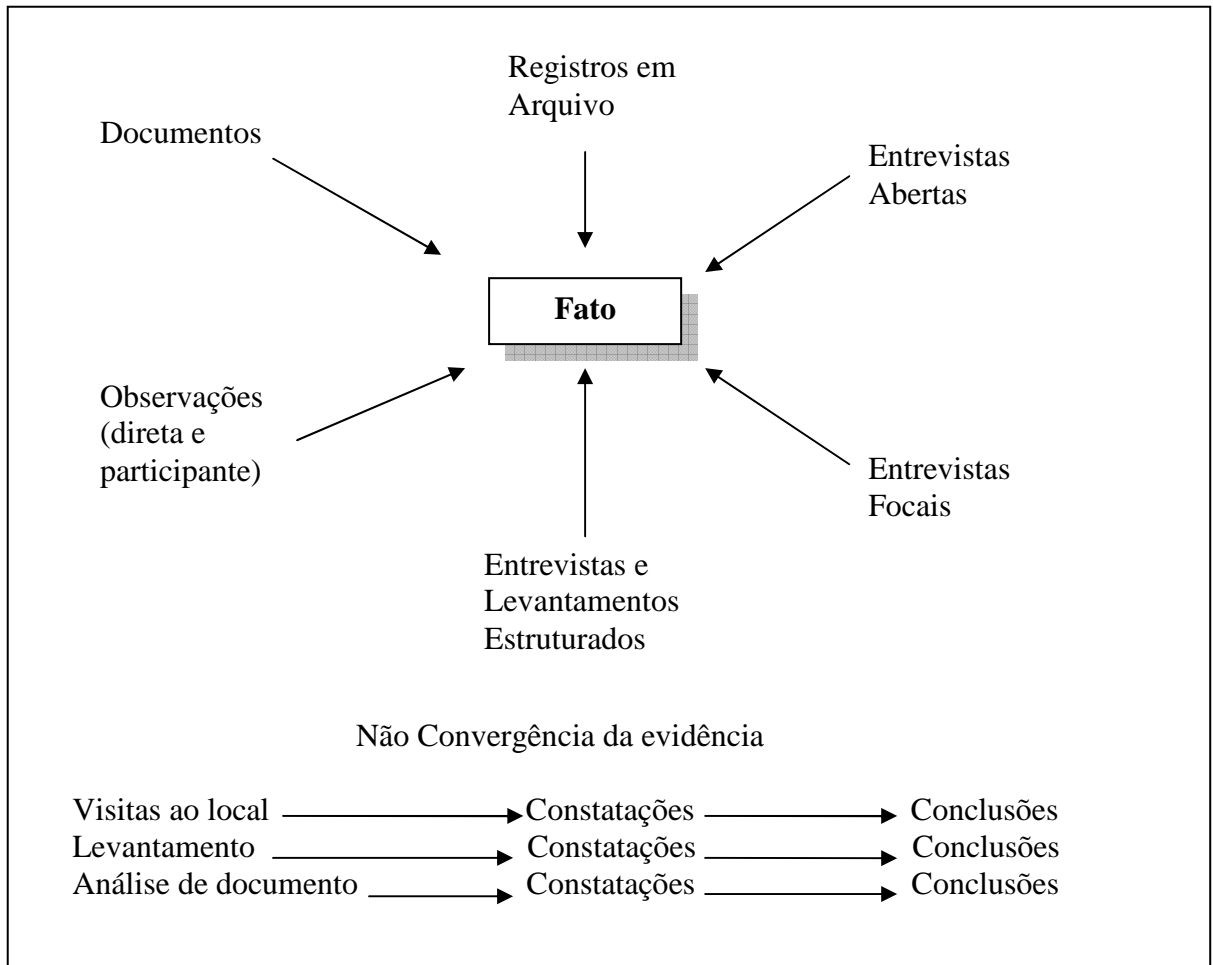 Registros em
Arquivo
Documentos
Entrevistas
Abertas
Fato
Observações
(direta e
participante)
Entrevistas
Focais
Entrevistas e
Levantamentos
Estruturados
Não Convergência da evidência
Visitas ao local Constatações Conclusões
Levantamento Constatações Conclusões
Análise de documento Constatações Conclusões